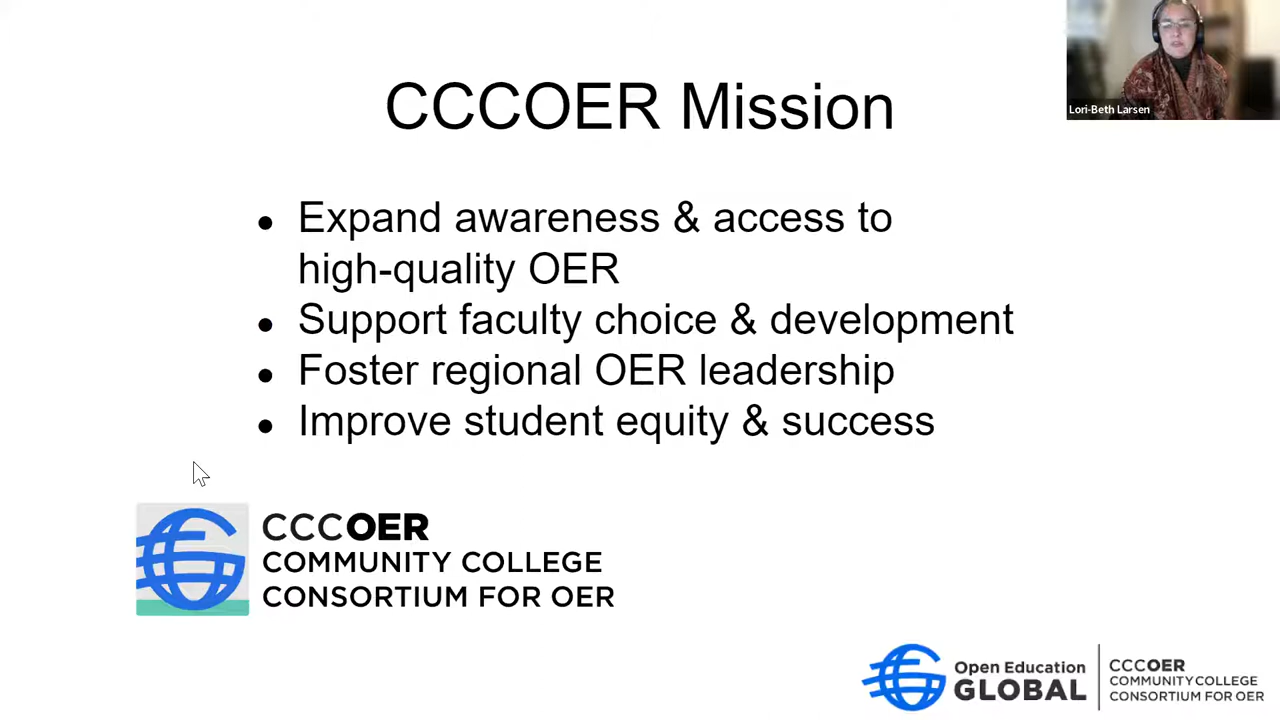 CCCOER Mission
Lori-Beth Larsen
● Expand awareness & access to
high-quality OER
● Support faculty choice & development
● Foster regional OER leadership
● Improve student equity & success
CCCOER
COMMUNITY COLLEGE
CONSORTIUM FOR OER
Open Education
GLOBAL
CCCOER
COMMUNITY COLLEGE
CONSORTIUM FOR OER